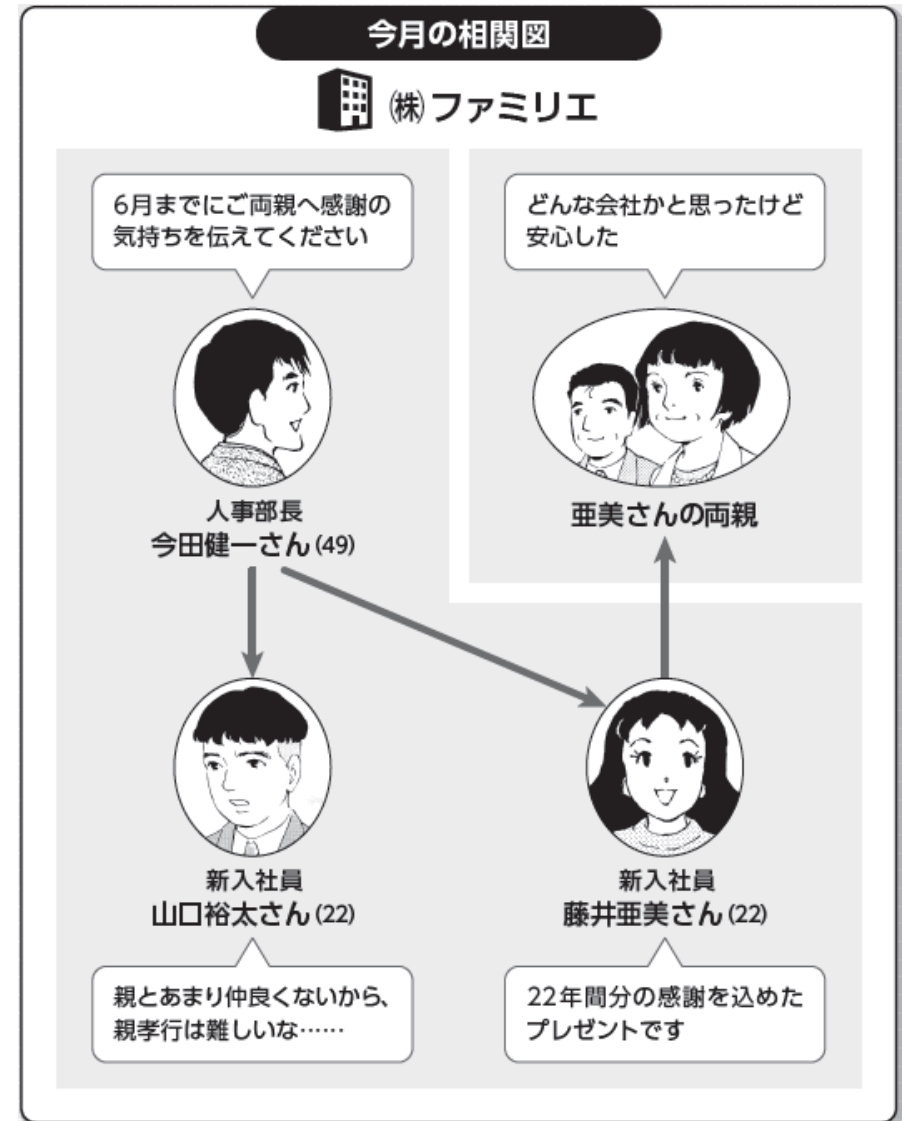 今月の相関図
㈱ファミリエ
6月までにご両親へ感謝の
気持ちを伝えてください
どんな会社かと思ったけど
安心した
人事部長
今田健一さん(49)
亜美さんの両親
新入社員
山口裕太さん(22)
新入社員
藤井亜美さん(22)
親とあまり仲良くないから、
親孝行は難しいな……
22年間分の感謝を込めた
プレゼントです